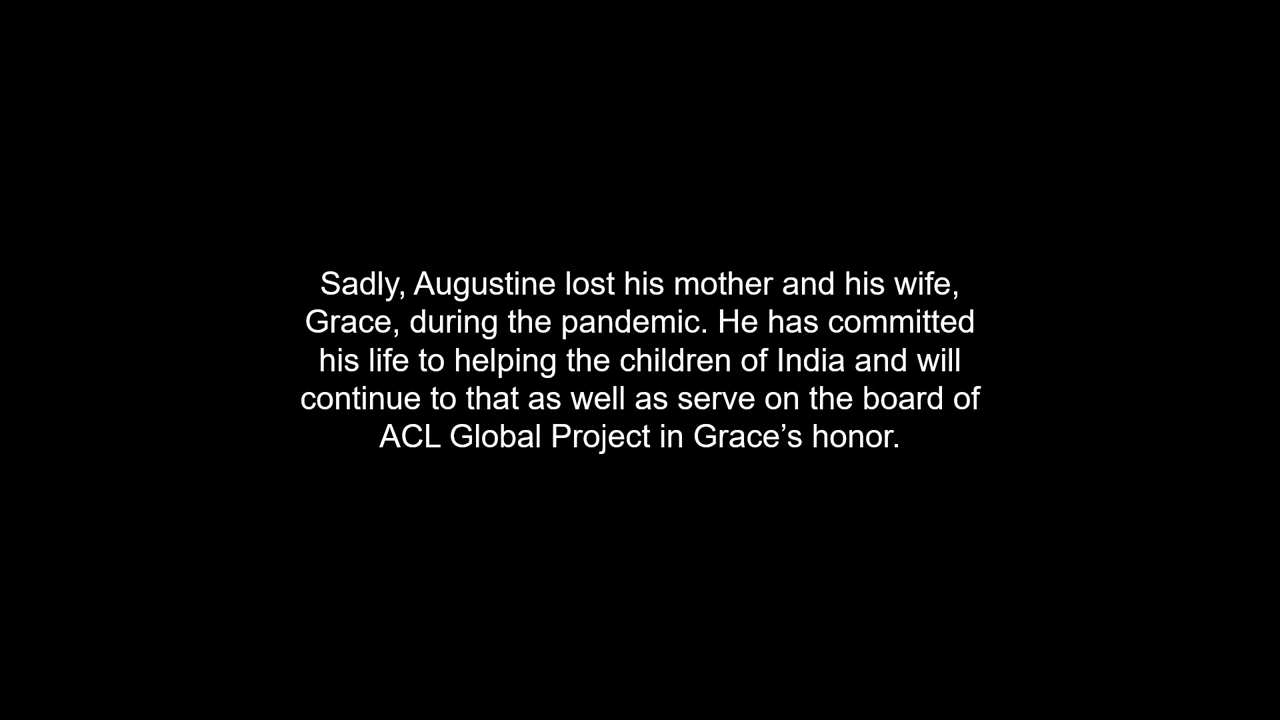 Sadly, Augustine lost his mother and his wife,
Grace, during the pandemic. He has committed
his life to helping the children of India and will
continue to that as well as serve on the board of
ACL Global Project in Grace’s honor.